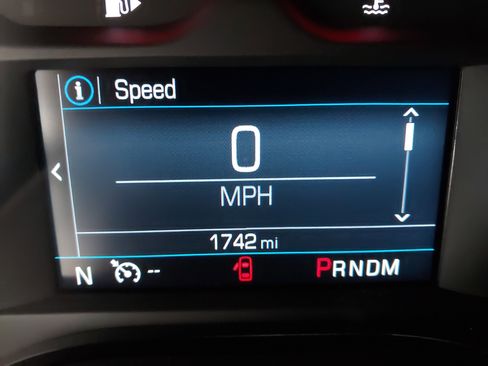 i Speed
0
MPH
1742 mi
N -- PRNDM